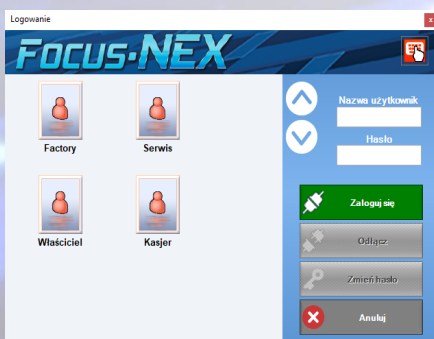 Logowanie
x
FOCUS-NEX
Factory
Serwis
Właściciel
Kasjer
Nazwa użytkownik
Hasło
Zaloguj się
Odłącz
Zmień hasło
Anuluj